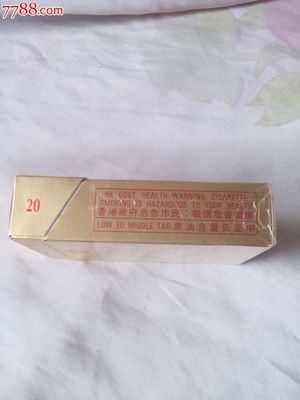 7788.com
20
HK GOVT. HEALTH WARNING: CIGARETTE
SMOKING IS HAZARDOUS TO YOUR HEALTH
香港政府忠告市民：吸烟危害健康
LOW TO MIDDLE TAR 焦油含量低至中